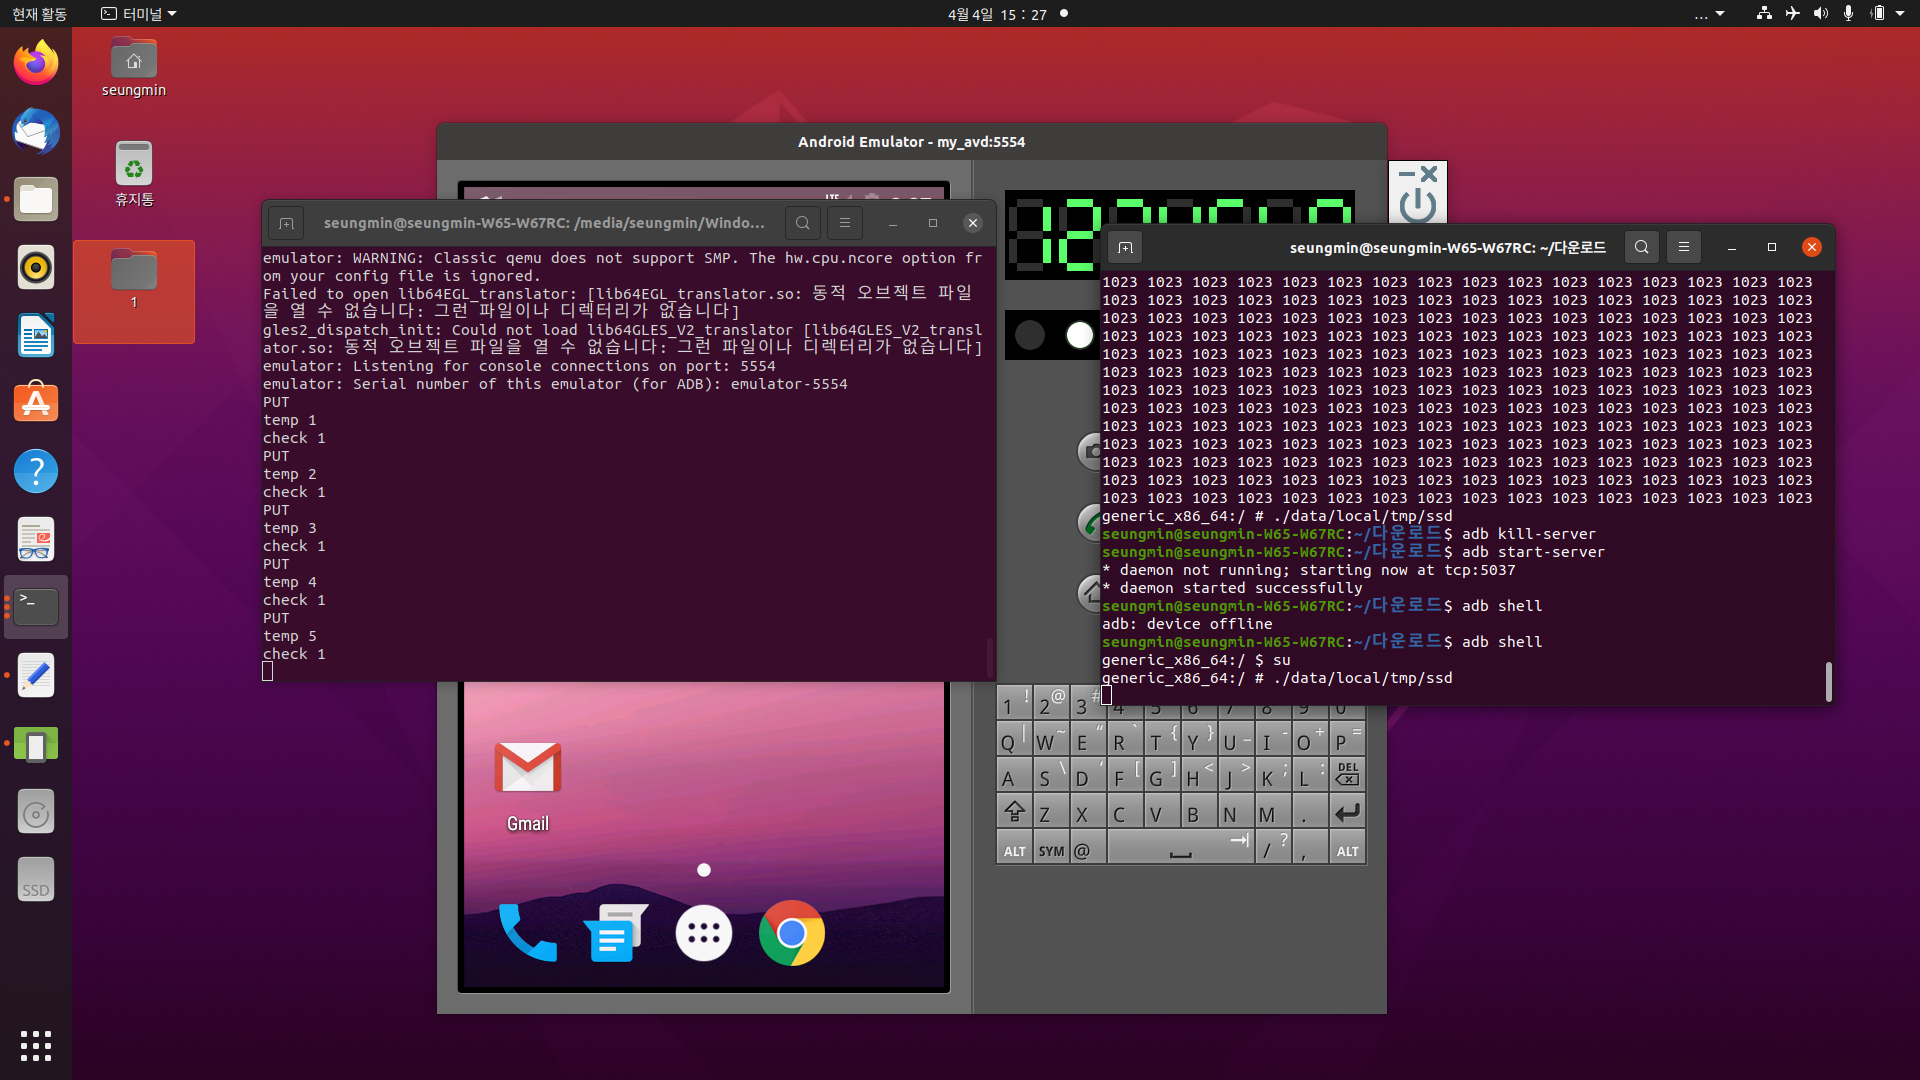 현재 활동
터미널
4월 4일 15 : 27
...
seungmin
휴지통
1
SSD
Android Emulator - my_avd:5554
LTE
seungmin@seungmin-W65-W67RC: /media/seungmin/Windo...
emulator: WARNING: Classic qemu does not support SMP. The hw.cpu.ncore option fr
om your config file is ignored.
Failed to open lib64EGL_translator: [lib64EGL_translator.so: 동적 오브젝트 파일
을 열 수 없습니다: 그런 파일이나 디렉터리가 없습니다]
gles2_dispatch_init: Could not load lib64GLES_V2_translator [lib64GLES_V2_transl
ator.so: 동적 오브젝트 파일을 열 수 없습니다: 그런 파일이나 디렉터리가 없습니다]
emulator: Listening for console connections on port: 5554
emulator: Serial number of this emulator (for ADB): emulator-5554
PUT
temp 1
check 1
PUT
temp 2
check 1
PUT
temp 3
check 1
PUT
temp 4
check 1
PUT
temp 5
check 1
seungmin@seungmin-W65-W67RC: ~/다운로드
1023 1023 1023 1023 1023 1023 1023 1023 1023 1023 1023 1023 1023 1023 1023 1023
1023 1023 1023 1023 1023 1023 1023 1023 1023 1023 1023 1023 1023 1023 1023 1023
1023 1023 1023 1023 1023 1023 1023 1023 1023 1023 1023 1023 1023 1023 1023 1023
1023 1023 1023 1023 1023 1023 1023 1023 1023 1023 1023 1023 1023 1023 1023 1023
1023 1023 1023 1023 1023 1023 1023 1023 1023 1023 1023 1023 1023 1023 1023 1023
1023 1023 1023 1023 1023 1023 1023 1023 1023 1023 1023 1023 1023 1023 1023 1023
1023 1023 1023 1023 1023 1023 1023 1023 1023 1023 1023 1023 1023 1023 1023 1023
1023 1023 1023 1023 1023 1023 1023 1023 1023 1023 1023 1023 1023 1023 1023 1023
1023 1023 1023 1023 1023 1023 1023 1023 1023 1023 1023 1023 1023 1023 1023 1023
1023 1023 1023 1023 1023 1023 1023 1023 1023 1023 1023 1023 1023 1023 1023 1023
1023 1023 1023 1023 1023 1023 1023 1023 1023 1023 1023 1023 1023 1023 1023 1023
1023 1023 1023 1023 1023 1023 1023 1023 1023 1023 1023 1023 1023 1023 1023 1023
1023 1023 1023 1023 1023 1023 1023 1023 1023 1023 1023 1023 1023 1023 1023 1023
generic_x86_64:/ # ./data/local/tmp/ssd
seungmin@seungmin-W65-W67RC:~/다운로드$ adb kill-server
seungmin@seungmin-W65-W67RC:~/다운로드$ adb start-server
* daemon not running; starting now at tcp:5037
* daemon started successfully
seungmin@seungmin-W65-W67RC:~/다운로드$ adb shell
adb: device offline
seungmin@seungmin-W65-W67RC:~/다운로드$ adb shell
generic_x86_64:/ $ su
generic_x86_64:/ # ./data/local/tmp/ssd
Gmail
1 ! 2 @ 3 # 4 5 6 7 8 9 0
Q | W ~ E “ R ` T { Y } U _ I - O + P =
A S \ D ' F [ G ] H < J > K ; L : DEL
Z X C V B N M .
ALT SYM @ / ? , ALT